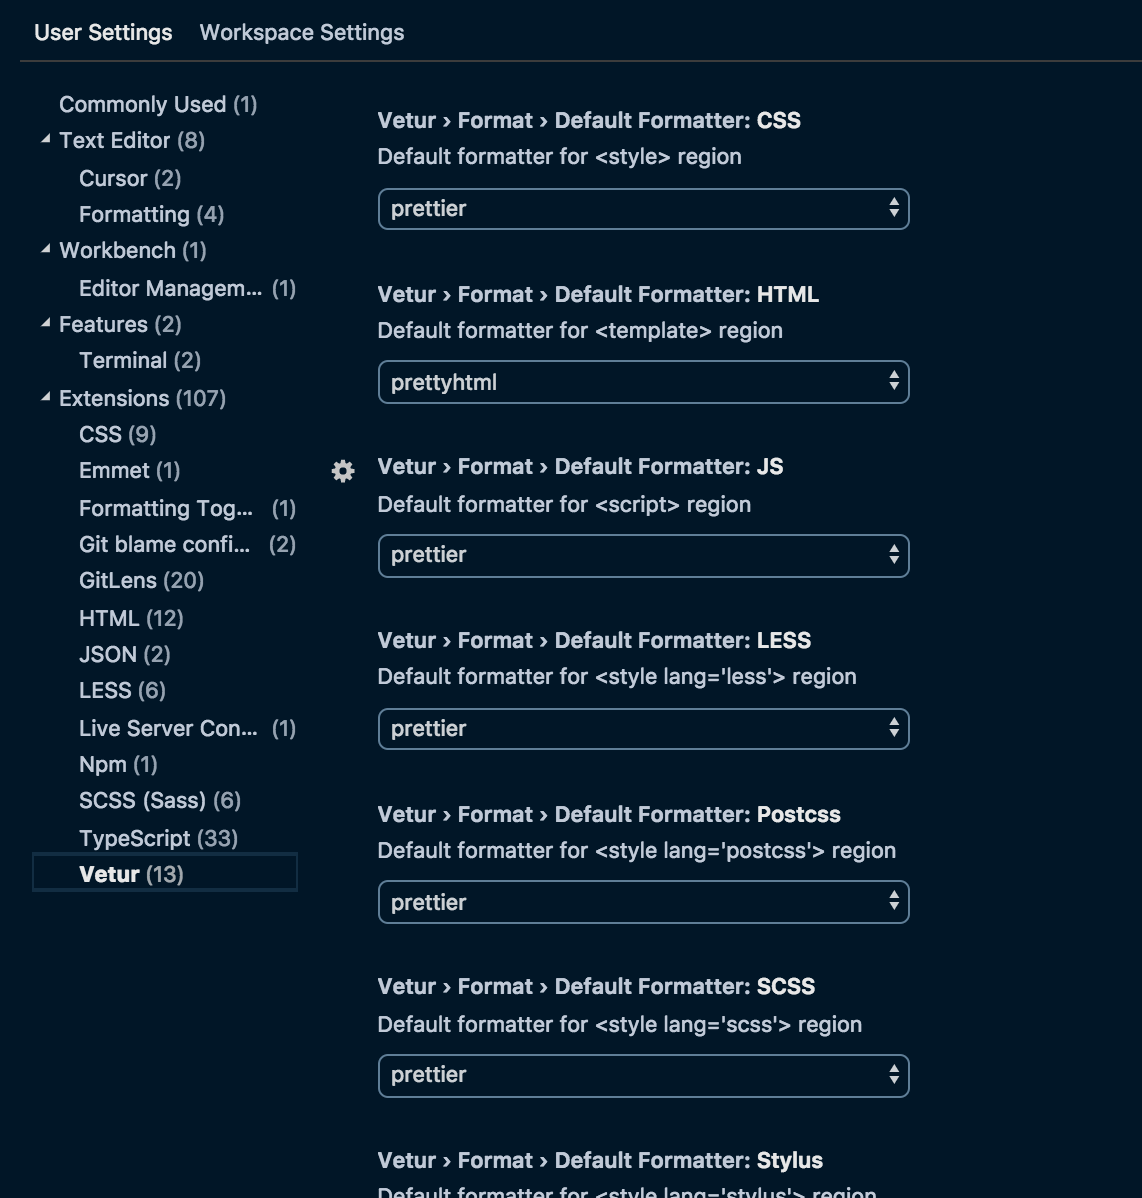 User Settings Workspace Settings
Commonly Used (1)
Text Editor (8)
Cursor (2)
Formatting (4)
Workbench (1)
Editor Managem... (1)
Features (2)
Terminal (2)
Extensions (107)
CSS (9)
Emmet (1)
Formatting Tog... (1)
Git blame confi... (2)
GitLens (20)
HTML (12)
JSON (2)
LESS (6)
Live Server Con... (1)
Npm (1)
SCSS (Sass) (6)
TypeScript (33)
Vetur (13)
Vetur › Format › Default Formatter: CSS
Default formatter for <style> region
prettier
Vetur › Format › Default Formatter: HTML
Default formatter for <template> region
prettyhtml
Vetur › Format › Default Formatter: JS
Default formatter for <script> region
prettier
Vetur › Format › Default Formatter: LESS
Default formatter for <style lang='less'> region
prettier
Vetur › Format › Default Formatter: Postcss
Default formatter for <style lang='postcss'> region
prettier
Vetur › Format › Default Formatter: SCSS
Default formatter for <style lang='scss'> region
prettier
Vetur › Format › Default Formatter: Stylus
Default formatter for <style lang='stylus'> region